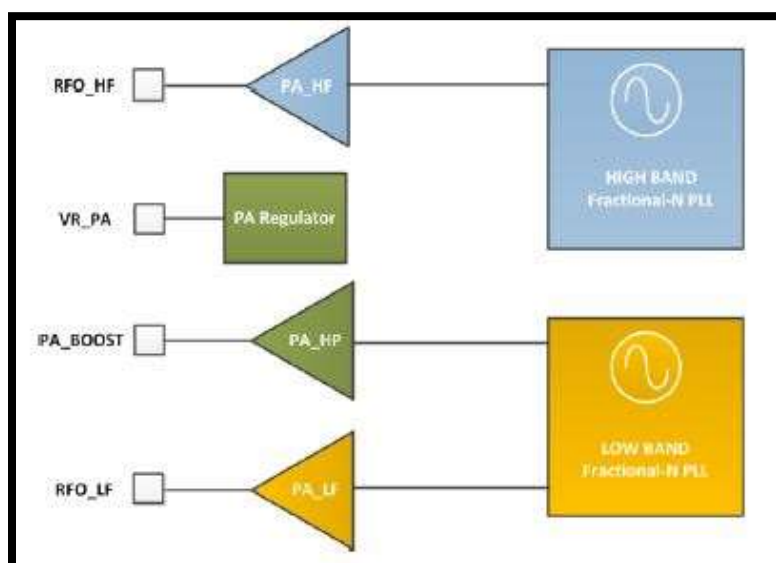 RFO_HF
PA_HF
HIGH BAND
Fractional-N PLL
VR_PA
PA Regulator
PA_BOOST
PA_HP
LOW BAND
Fractional-N PLL
RFO_LF
PA_LF